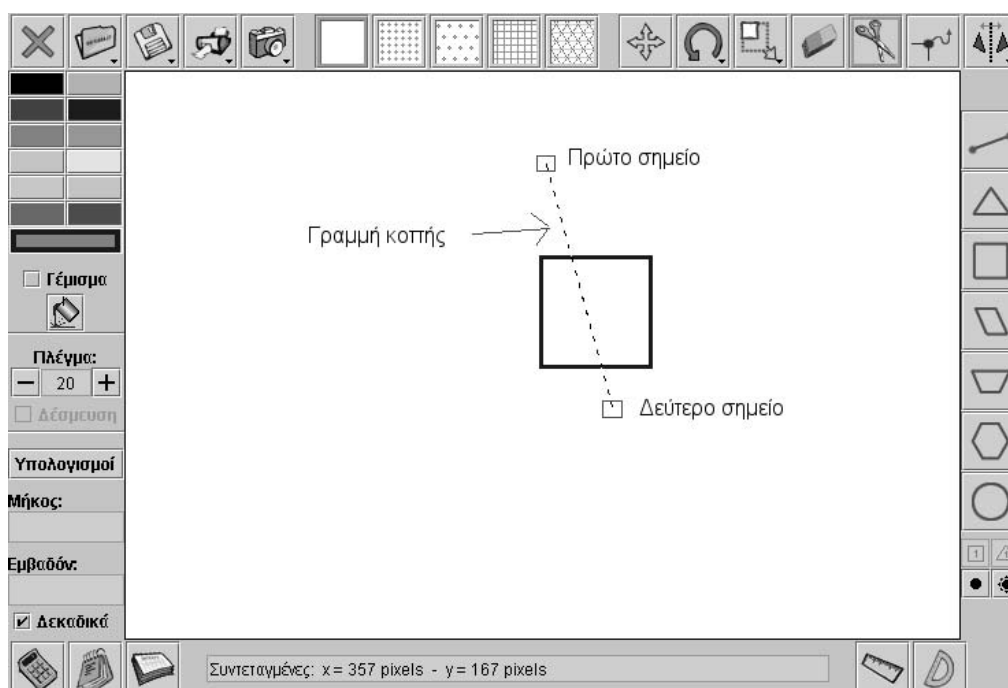 Πρώτο σημείο
Γραμμή κοπής
Δεύτερο σημείο
Γέμισμα
Πλέγμα:
20
Δέσμευση
Υπολογισμοί
Μήκος:
Εμβαδόν:
Δεκαδικά
Συντεταγμένες: x = 357 pixels - y = 167 pixels